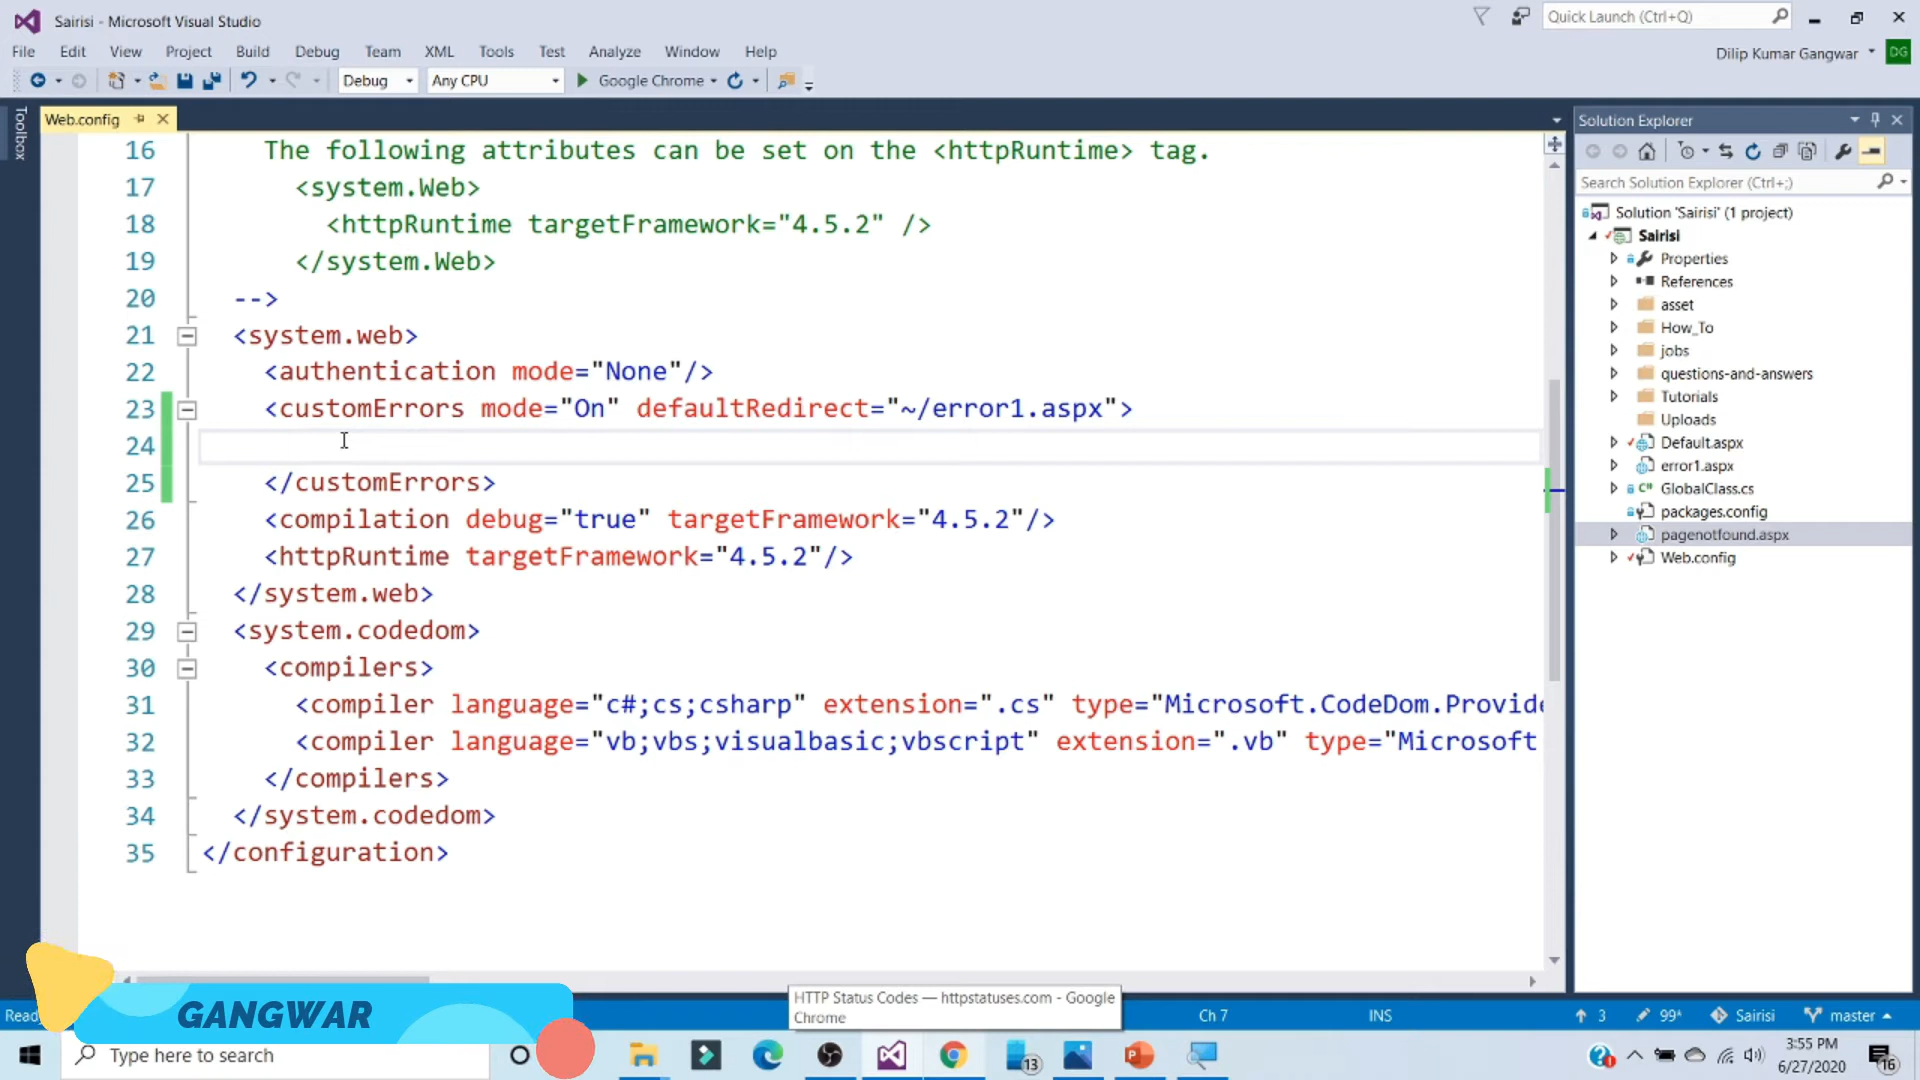 Sairisi - Microsoft Visual Studio
Quick Launch (Ctrl+Q)
File Edit View Project Build Debug Team XML Tools Test Analyze Window Help
Dilip Kumar Gangwar DG
Debug Any CPU Google Chrome
Toolbox
Web.config
16 The following attributes can be set on the <httpRuntime> tag.
17 <system.Web>
18 <httpRuntime targetFramework="4.5.2" />
19 </system.Web>
20 -->
21 <system.web>
22 <authentication mode="None"/>
23 <customErrors mode="On" defaultRedirect="~/error1.aspx">
24
25 </customErrors>
26 <compilation debug="true" targetFramework="4.5.2"/>
27 <httpRuntime targetFramework="4.5.2"/>
28 </system.web>
29 <system.codedom>
30 <compilers>
31 <compiler language="c#;cs;csharp" extension=".cs" type="Microsoft.CodeDom.Provide
32 <compiler language="vb;vbs;visualbasic;vbscript" extension=".vb" type="Microsoft
33 </compilers>
34 </system.codedom>
35 </configuration>
Solution Explorer
Search Solution Explorer (Ctrl+;)
Solution 'Sairisi' (1 project)
Sairisi
Properties
References
asset
How_To
jobs
questions-and-answers
Tutorials
Uploads
Default.aspx
error1.aspx
C# GlobalClass.cs
packages.config
pagenotfound.aspx
Web.config
GANGWAR
HTTP Status Codes — httpstatuses.com - Google
Chrome
Ready Ch 7 INS 3 99* Sairisi master
Type here to search
13
3:55 PM
6/27/2020
16